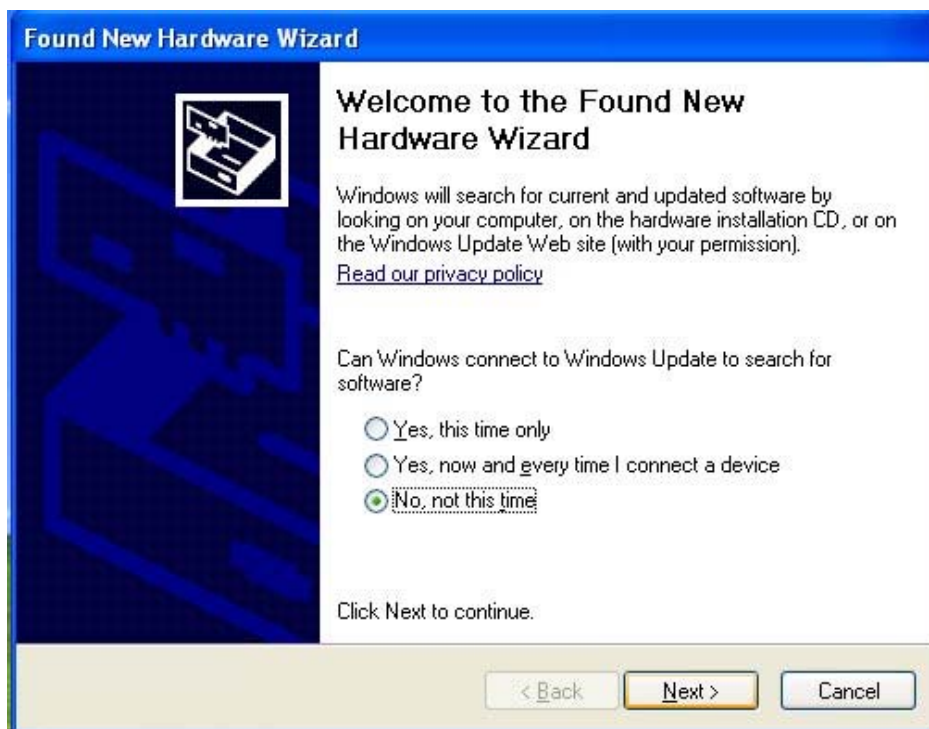 Found New Hardware Wizard
Welcome to the Found New
Hardware Wizard
Windows will search for current and updated software by
looking on your computer, on the hardware installation CD, or on
the Windows Update Web site (with your permission).
Read our privacy policy
Can Windows connect to Windows Update to search for
software?
Yes, this time only
Yes, now and every time I connect a device
No, not this time
Click Next to continue.
< Back Next > Cancel